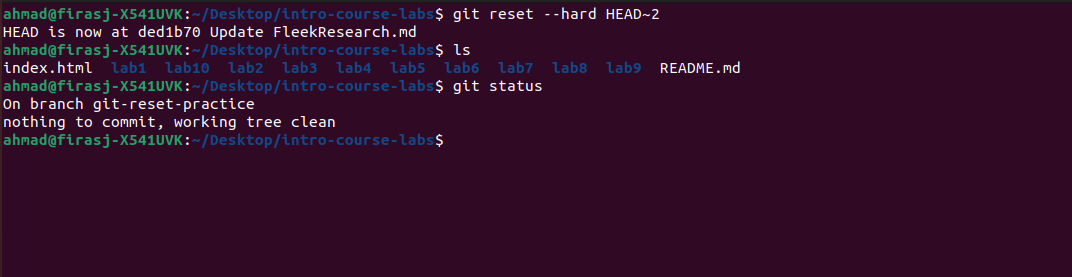 ahmad@firasj-X541UVK:~/Desktop/intro-course-labs$ git reset --hard HEAD~2
HEAD is now at ded1b70 Update FleekResearch.md
ahmad@firasj-X541UVK:~/Desktop/intro-course-labs$ ls
index.html  lab1  lab10  lab2  lab3  lab4  lab5  lab6  lab7  lab8  lab9  README.md
ahmad@firasj-X541UVK:~/Desktop/intro-course-labs$ git status
On branch git-reset-practice
nothing to commit, working tree clean
ahmad@firasj-X541UVK:~/Desktop/intro-course-labs$